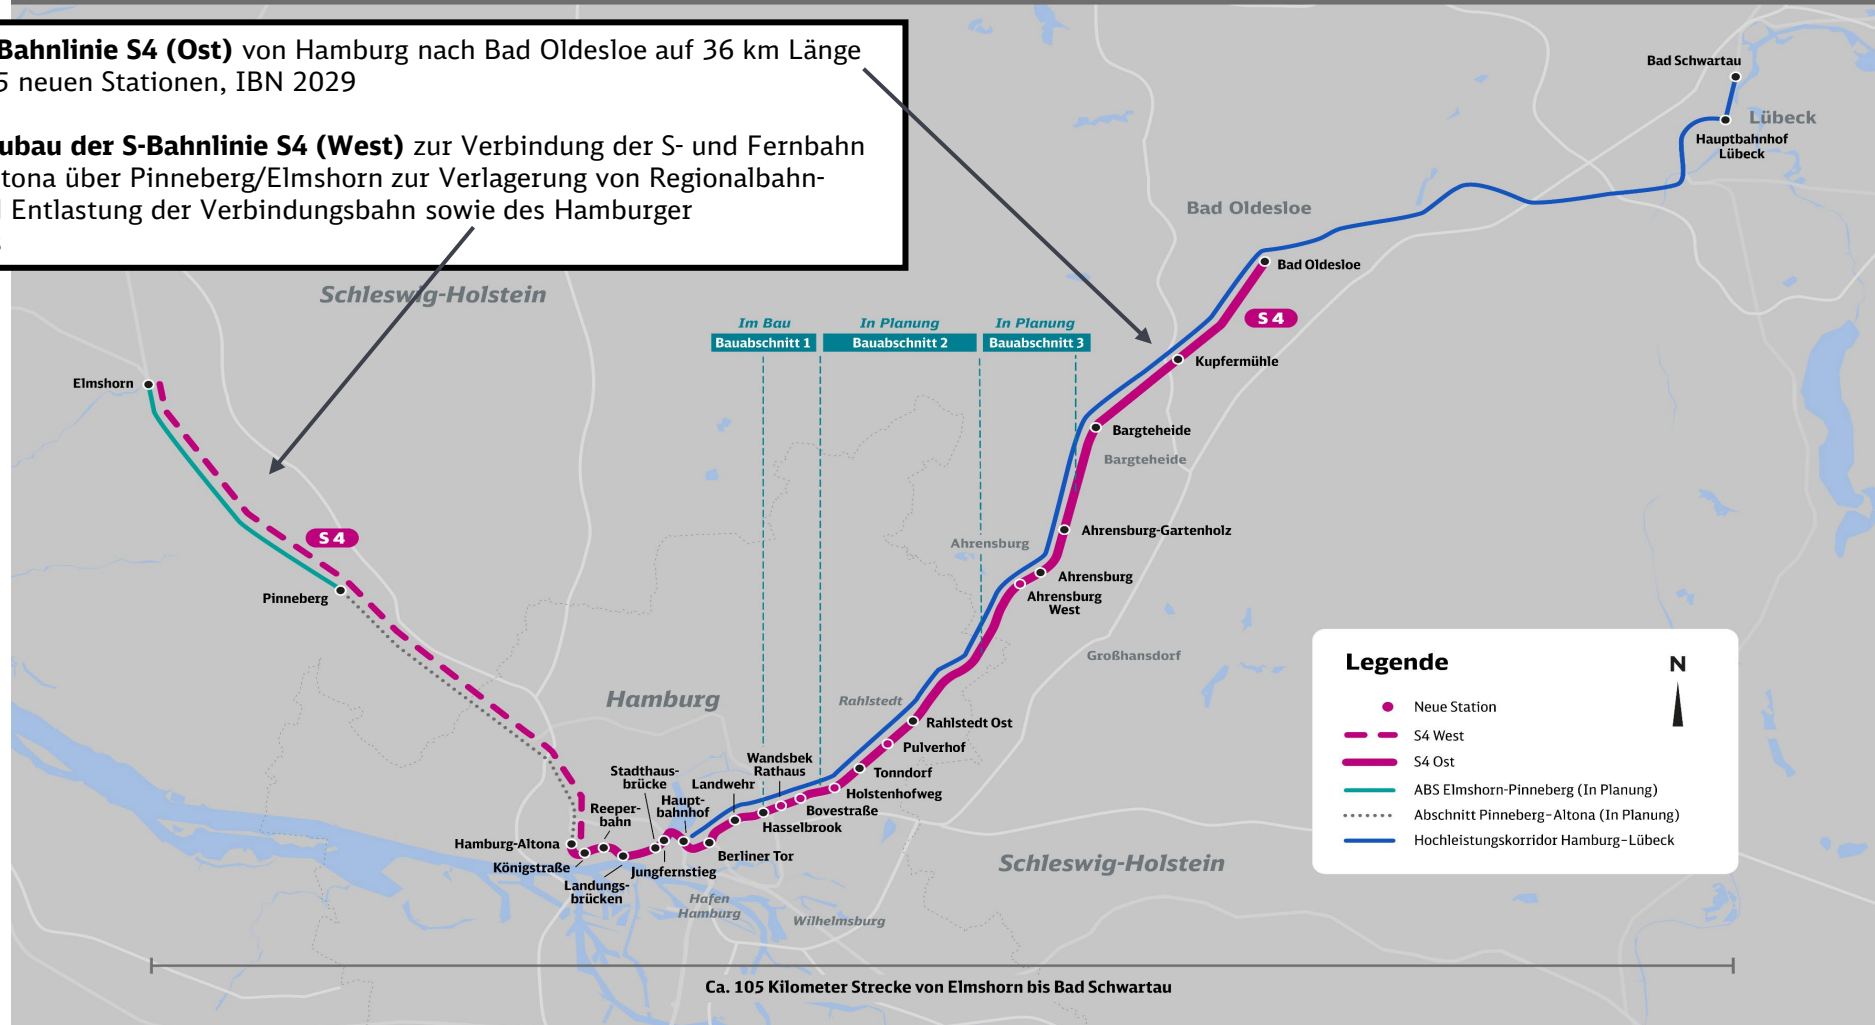 Bahnlinie S4 (Ost) von Hamburg nach Bad Oldesloe auf 36 km Länge
5 neuen Stationen, IBN 2029
ubau der S-Bahnlinie S4 (West) zur Verbindung der S- und Fernbahn
tona über Pinneberg/Elmshorn zur Verlagerung von Regionalbahn-
Entlastung der Verbindungsbahn sowie des Hamburger
Bad Schwartau
Lübeck
Hauptbahnhof
Lübeck
Bad Oldesloe
Bad Oldesloe
S 4
Schleswig-Holstein
Im Bau
In Planung
In Planung
Bauabschnitt 1
Bauabschnitt 2
Bauabschnitt 3
Kupfermühle
Elmshorn
Bargteheide
Bargteheide
Ahrensburg-Gartenholz
S 4
Ahrensburg
Ahrensburg
Ahrensburg
West
Pinneberg
Großhansdorf
Hamburg
Rahlstedt
Rahlstedt Ost
Pulverhof
Wandsbek
Rathaus
Tonndorf
Stadthaus-
brücke
Landwehr
Holstenhofweg
Haupt-
bahnhof
Reeper-
bahn
Bovestraße
Hasselbrook
Hamburg-Altona
Berliner Tor
Königstraße
Jungfernstieg
Landungs-
brücken
Hafen
Hamburg
Wilhelmsburg
Schleswig-Holstein
Legende
N
Neue Station
S4 West
S4 Ost
ABS Elmshorn-Pinneberg (In Planung)
Abschnitt Pinneberg-Altona (In Planung)
Hochleistungskorridor Hamburg-Lübeck
Ca. 105 Kilometer Strecke von Elmshorn bis Bad Schwartau